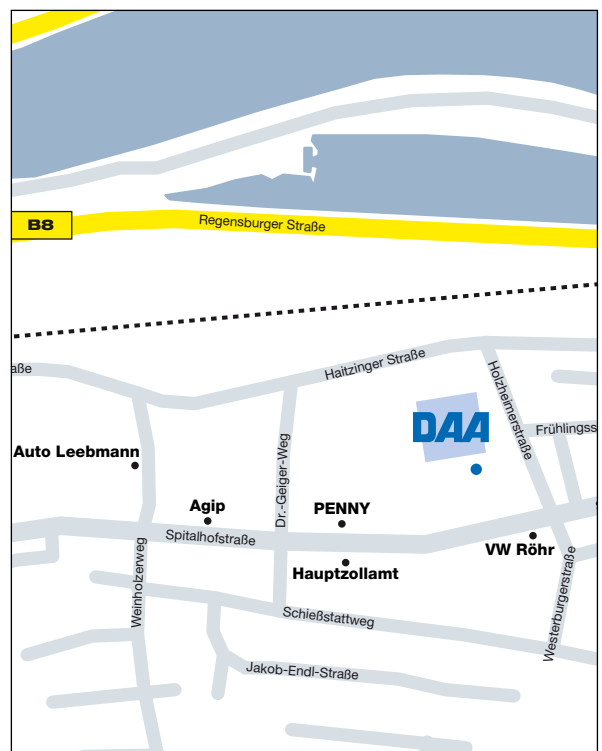 B8
Regensburger Straße
Haitzinger Straße
aße
Holzheimerstraße
DAA
Frühlingss
Auto Leebmann
Dr.-Geiger-Weg
Agip
PENNY
Spitalhofstraße
VW Röhr
Hauptzollamt
Weinholzerweg
Schießstattweg
Westerburgerstraße
Jakob-Endl-Straße